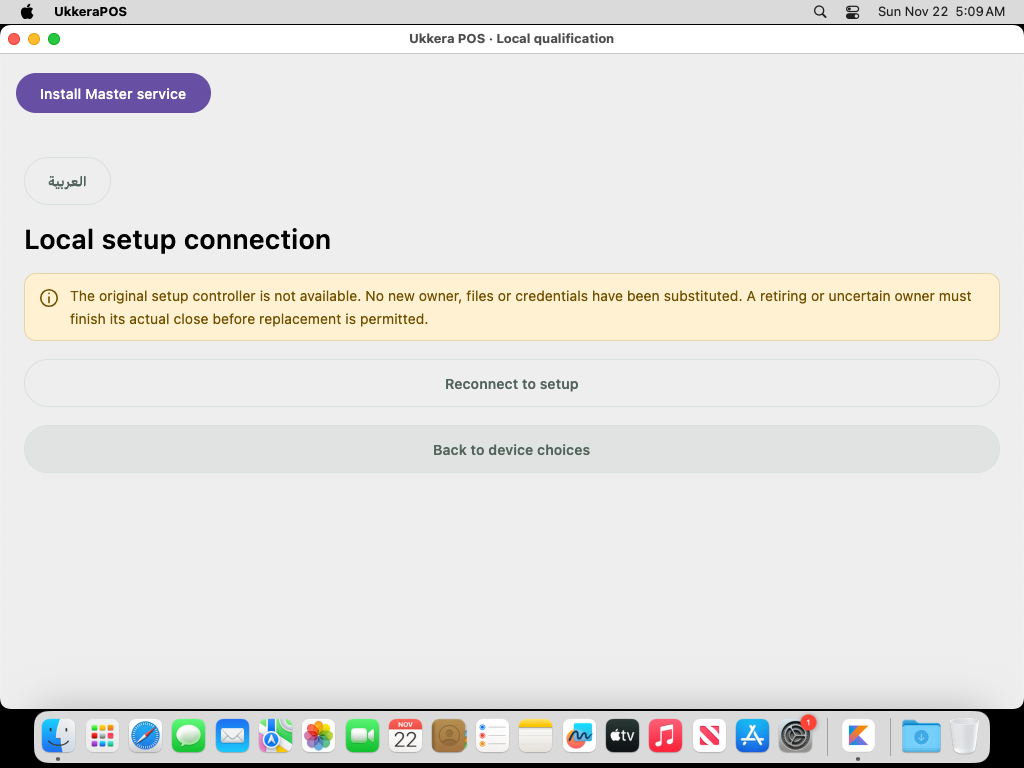 UkkeraPOS
Sun Nov 22 5:09 AM
Ukkera POS · Local qualification
Install Master service
العربية
Local setup connection
The original setup controller is not available. No new owner, files or credentials have been substituted. A retiring or uncertain owner must
finish its actual close before replacement is permitted.
Reconnect to setup
Back to device choices
NOV
22
tv
1